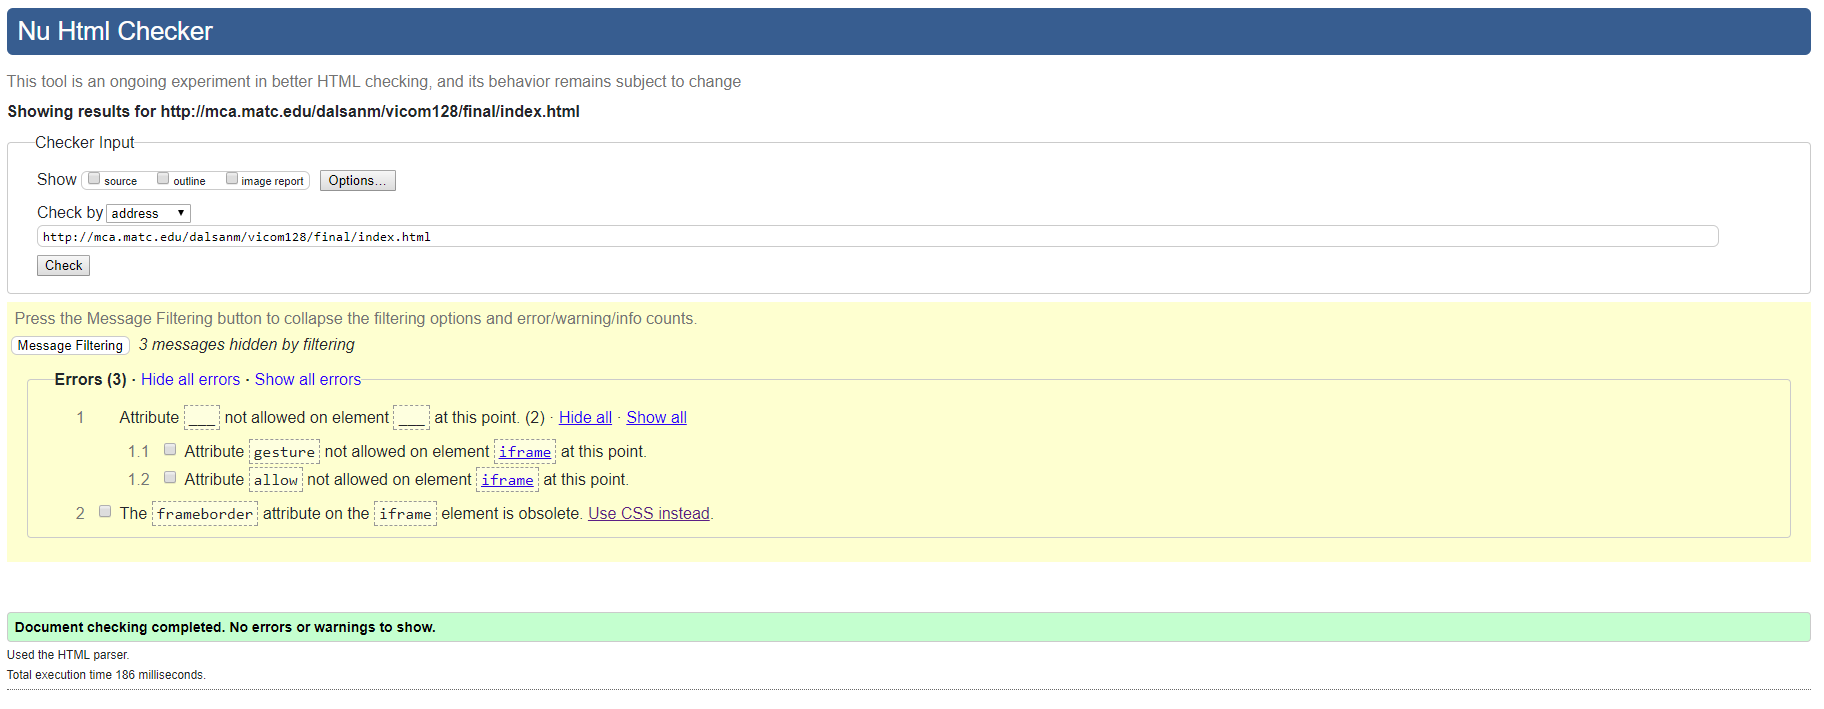 Nu Html Checker
This tool is an ongoing experiment in better HTML checking, and its behavior remains subject to change
Showing results for http://mca.matc.edu/dalsanm/vicom128/final/index.html
Checker Input
Show source outline image report Options...
Check by address
http://mca.matc.edu/dalsanm/vicom128/final/index.html
Check
Press the Message Filtering button to collapse the filtering options and error/warning/info counts.
Message Filtering 3 messages hidden by filtering
Errors (3) · Hide all errors · Show all errors
1 Attribute ___ not allowed on element ___ at this point. (2) · Hide all · Show all
1.1 Attribute gesture not allowed on element iframe at this point.
1.2 Attribute allow not allowed on element iframe at this point.
2 The frameborder attribute on the iframe element is obsolete. Use CSS instead.
Document checking completed. No errors or warnings to show.
Used the HTML parser.
Total execution time 186 milliseconds.